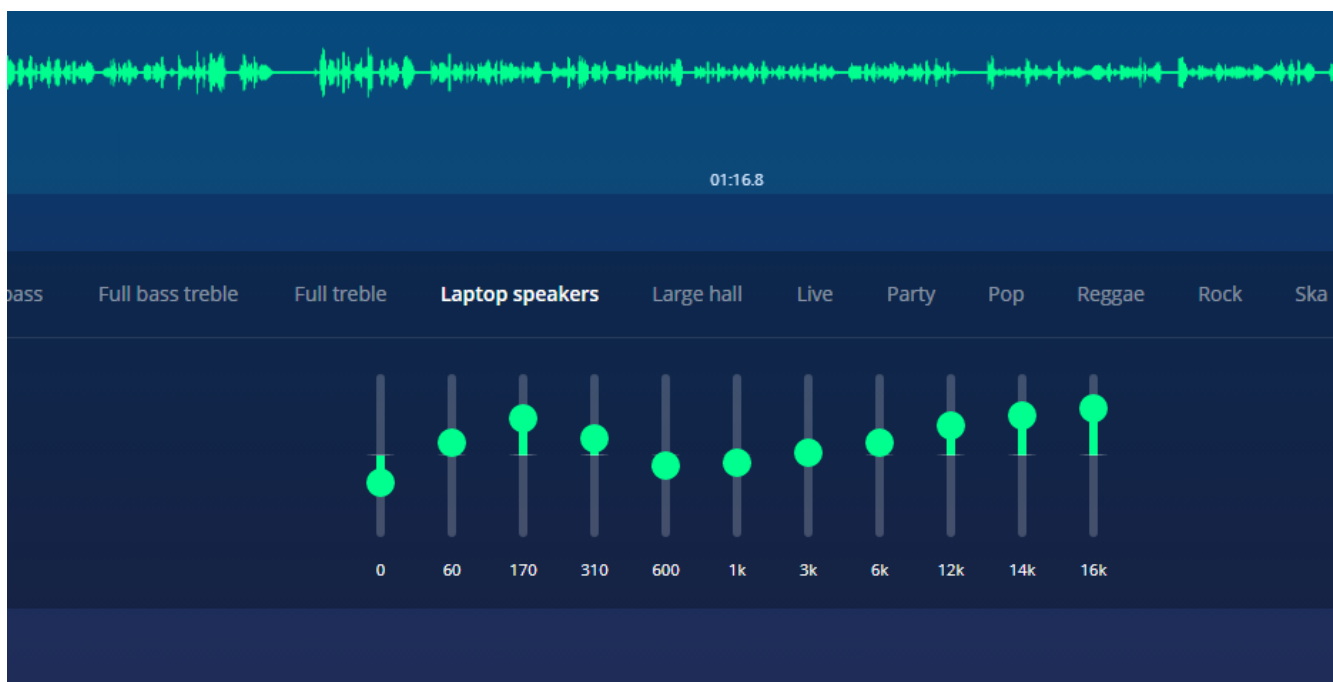 01:16.8
bass Full bass treble Full treble Laptop speakers Large hall Live Party Pop Reggae Rock Ska
0 60 170 310 600 1k 3k 6k 12k 14k 16k